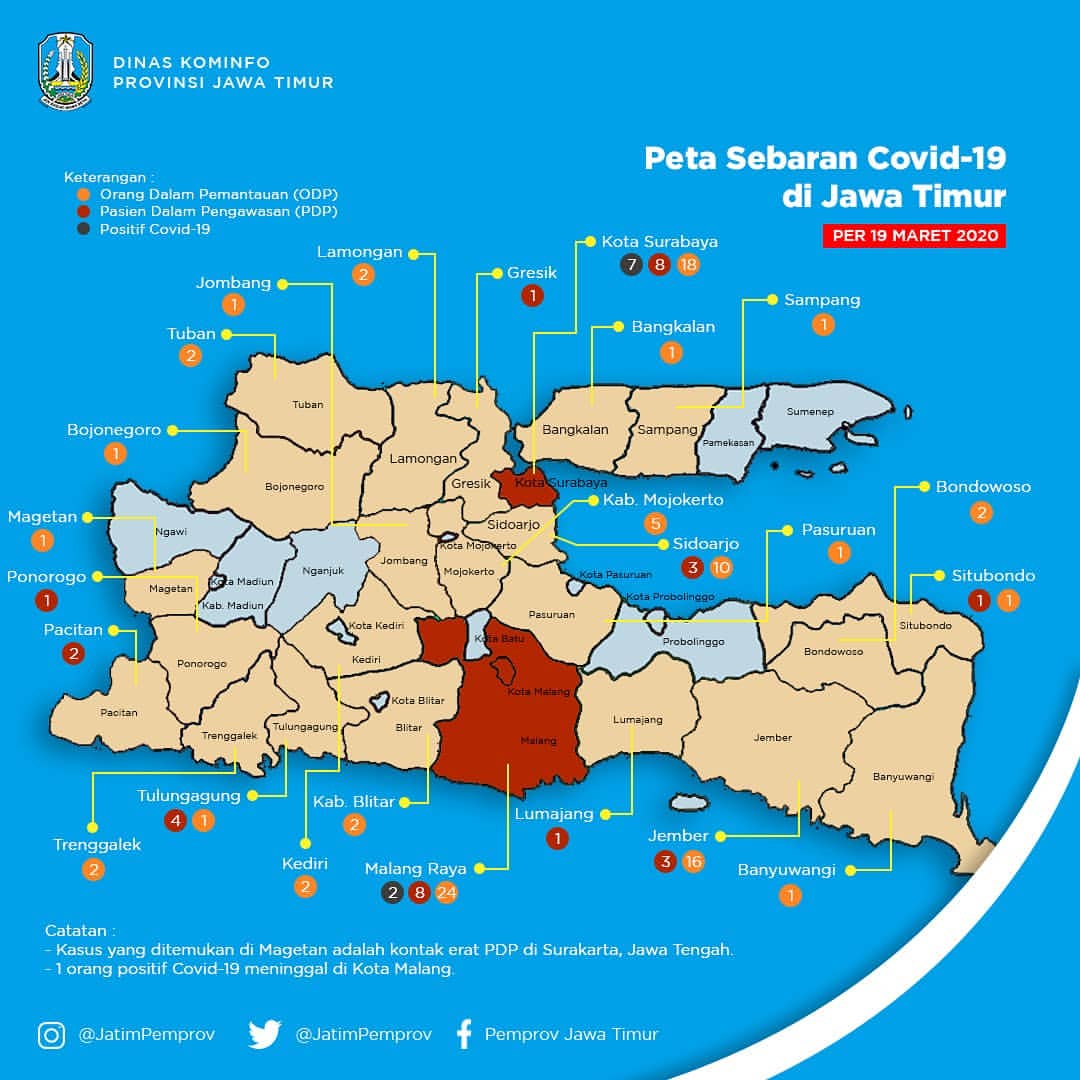 DINAS KOMINFO
PROVINSI JAWA TIMUR
Peta Sebaran Covid-19
di Jawa Timur
PER 19 MARET 2020
Keterangan :
Orang Dalam Pemantauan (ODP)
Pasien Dalam Pengawasan (PDP)
Positif Covid-19
Lamongan
2
Jombang
1
Tuban
2
Bojonegoro
1
Magetan
1
Ponorogo
1
Pacitan
2
Gresik
1
Kota Surabaya
7 8 18
Bangkalan
1
Sampang
1
Kab. Mojokerto
5
Sidoarjo
3 10
Pasuruan
1
Bondowoso
2
Situbondo
1 1
Tuban
Bojonegoro
Lamongan
Gresik
Kota Surabaya
Bangkalan
Sampang
Pamekasan
Sumenep
Ngawi
Magetan
Kota Madiun
Kab. Madiun
Nganjuk
Jombang
Kota Mojokerto
Mojokerto
Sidoarjo
Kota Pasuruan
Kota Probolinggo
Pasuruan
Probolinggo
Situbondo
Bondowoso
Kota Kediri
Kediri
Kota Batu
Kota Malang
Malang
Ponorogo
Pacitan
Trenggalek
Tulungagung
Kota Blitar
Blitar
Lumajang
Jember
Banyuwangi
Tulungagung
4 1
Trenggalek
2
Kab. Blitar
2
Kediri
2
Malang Raya
2 8 24
Lumajang
1
Jember
3 16
Banyuwangi
1
Catatan :
- Kasus yang ditemukan di Magetan adalah kontak erat PDP di Surakarta, Jawa Tengah.
- 1 orang positif Covid-19 meninggal di Kota Malang.
@JatimPemprov
@JatimPemprov
Pemprov Jawa Timur